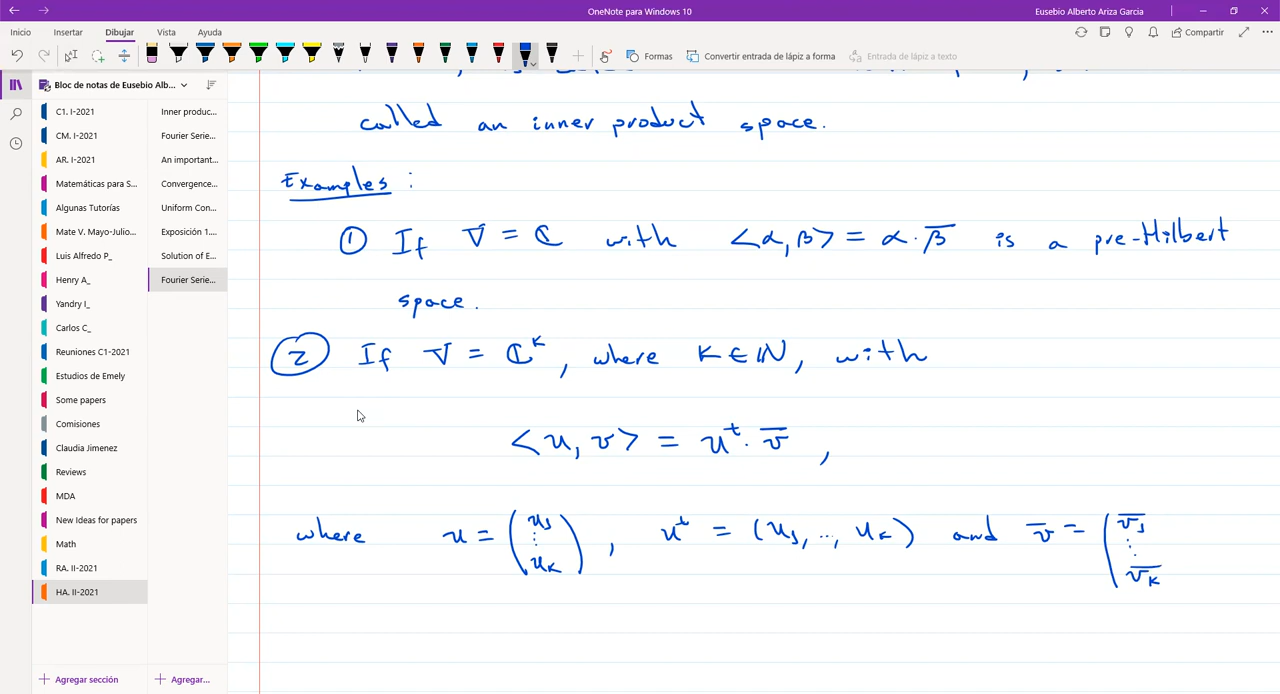 OneNote para Windows 10
Eusebio Alberto Ariza Garcia
Inicio Insertar Dibujar Vista Ayuda
Compartir
Formas Convertir entrada de lápiz a forma Entrada de lápiz a texto
Bloc de notas de Eusebio Alb...
C1. I-2021
CM. I-2021
AR. I-2021
Matemáticas para S...
Algunas Tutorías
Mate V. Mayo-Julio...
Luis Alfredo P_
Henry A_
Yandry I_
Carlos C_
Reuniones C1-2021
Estudios de Emely
Some papers
Comisiones
Claudia Jimenez
Reviews
MDA
New Ideas for papers
Math
RA. II-2021
HA. II-2021
Agregar sección
Inner produc...
Fourier Serie...
An important...
Convergence...
Uniform Con...
Exposición 1...
Solution of E...
Fourier Serie...
Agregar...
called an inner product space.
Examples :
① If V = ℂ with <α, β> = α · β̅ is a pre-Hilbert
space.
② If V = ℂᵏ, where K ∈ ℕ, with
<u, v> = uᵗ · v̅ ,
where u = (u₁ ⋮ uₖ) , uᵗ = (u₁, ..., uₖ) and v̅ = (v̅₁ ⋮ v̅ₖ